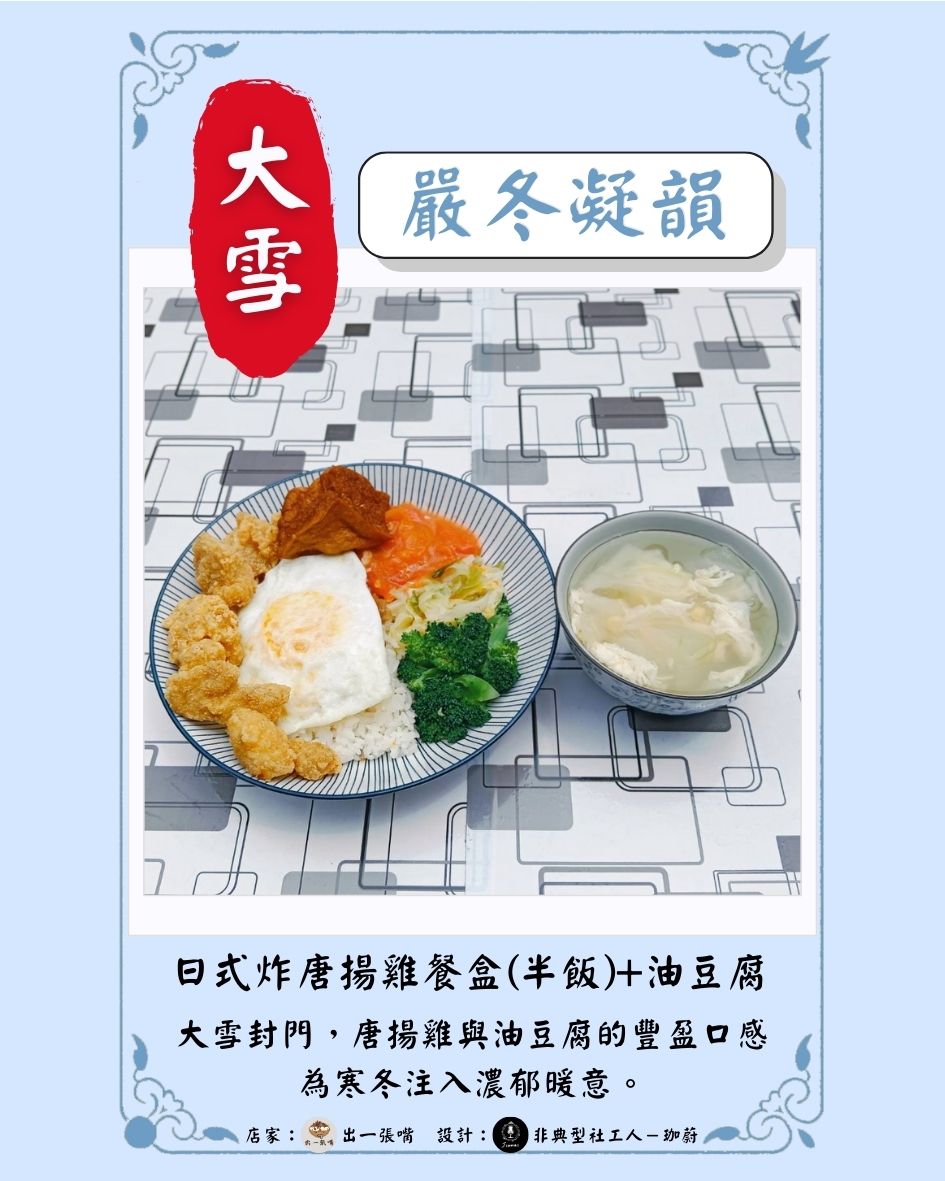 大雪
嚴冬凝韻
日式炸唐揚雞餐盒(半飯)+油豆腐
大雪封門，唐揚雞與油豆腐的豐盈口感
為寒冬注入濃郁暖意。
店家： 出一張嘴 設計： 非典型社工人－珈蔚